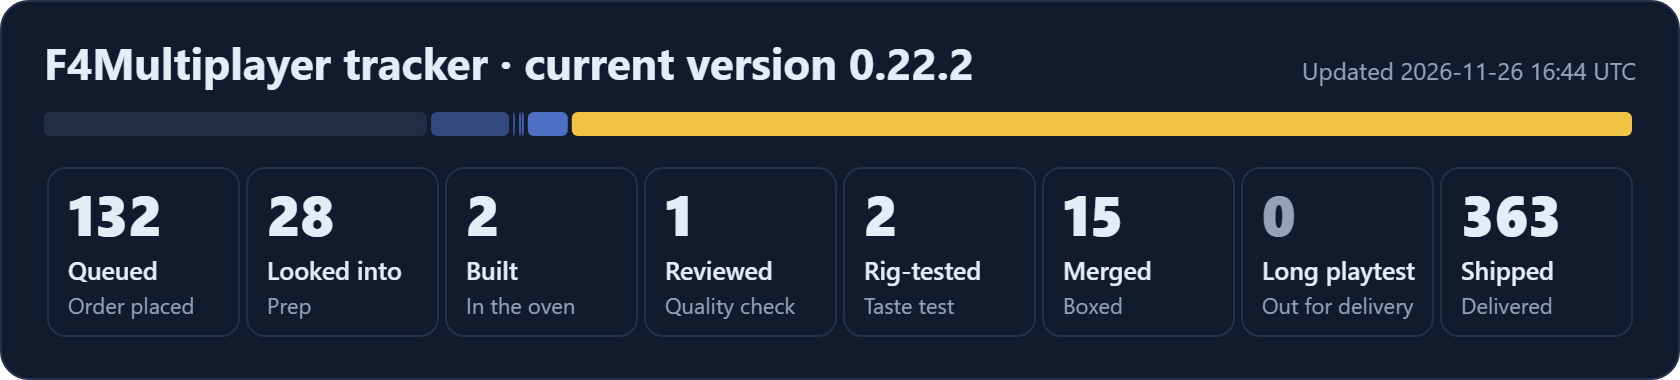 F4Multiplayer tracker · current version 0.22.2
Updated 2026-11-26 16:44 UTC
132
Queued
Order placed
28
Looked into
Prep
2
Built
In the oven
1
Reviewed
Quality check
2
Rig-tested
Taste test
15
Merged
Boxed
0
Long playtest
Out for delivery
363
Shipped
Delivered